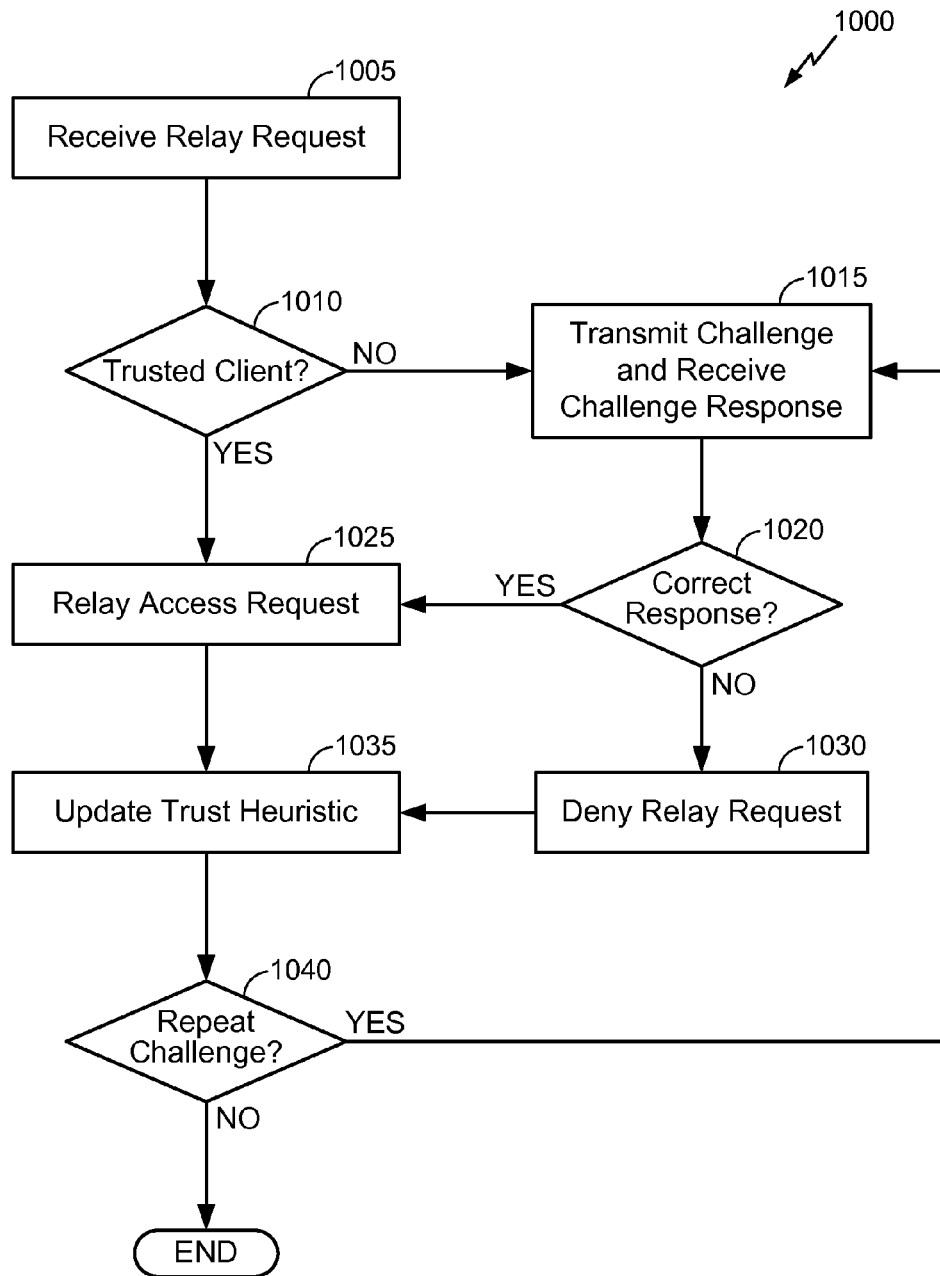 1000
1005
Receive Relay Request
1010
Trusted Client?
NO
YES
1015
Transmit Challenge
and Receive
Challenge Response
1020
Correct
Response?
YES
NO
1025
Relay Access Request
1030
Deny Relay Request
1035
Update Trust Heuristic
1040
Repeat
Challenge?
YES
NO
END